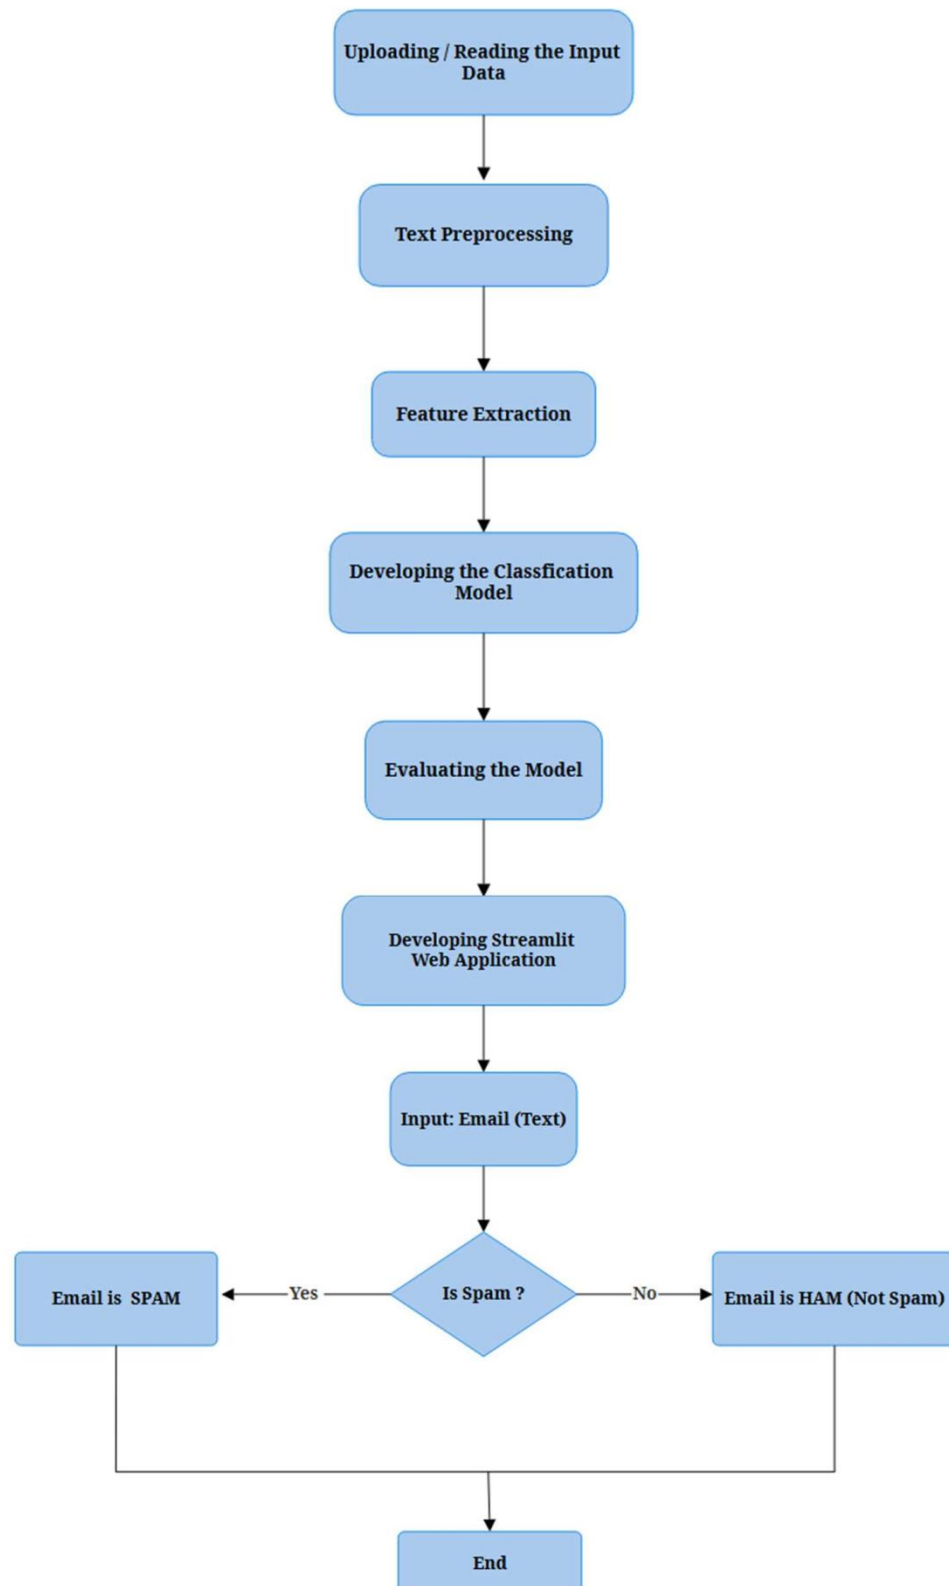 Uploading / Reading the Input
Data
Text Preprocessing
Feature Extraction
Developing the Classfication
Model
Evaluating the Model
Developing Streamlit
Web Application
Input: Email (Text)
Is Spam ?
Yes
No
Email is  SPAM
Email is HAM (Not Spam)
End